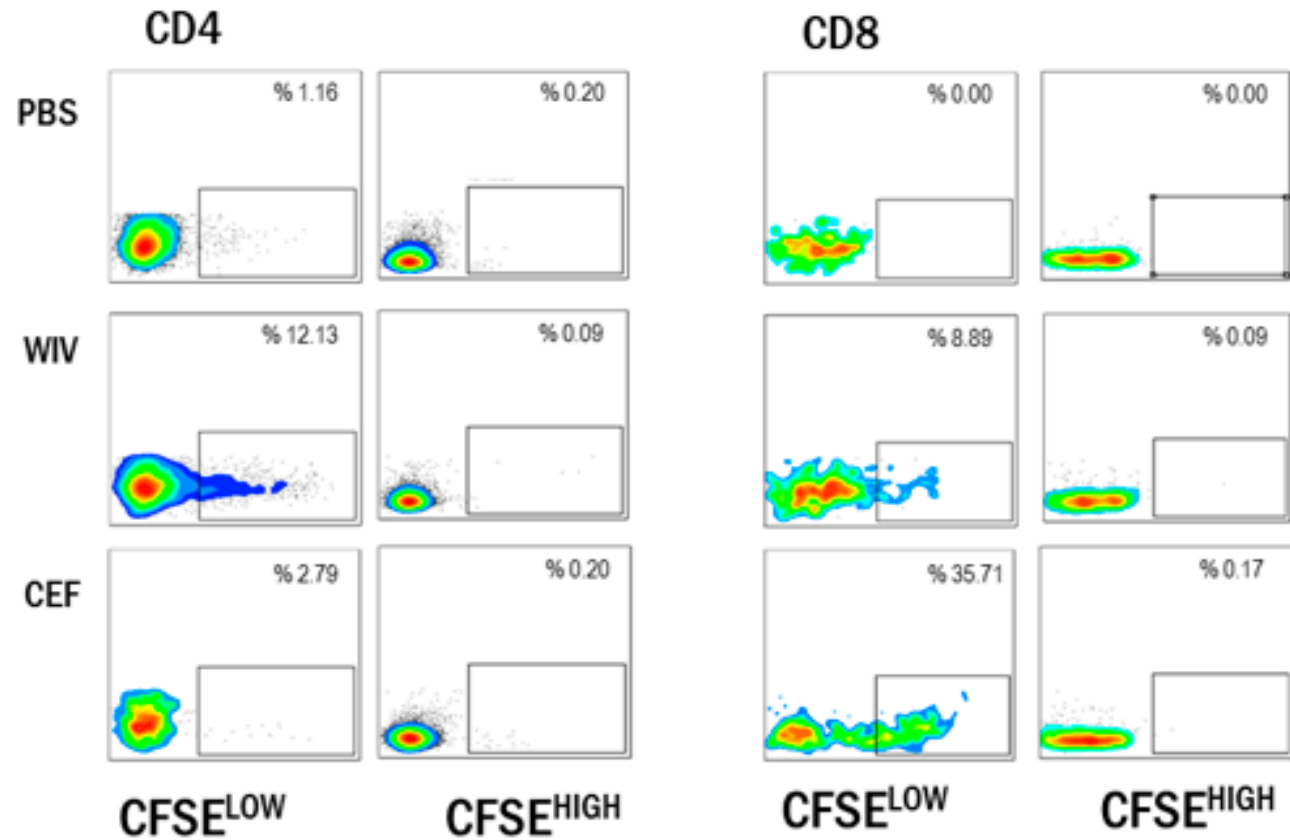 CD4
CD8
PBS
% 1.16
% 0.20
% 0.00
% 0.00
WIV
% 12.13
% 0.09
% 8.89
% 0.09
CEF
% 2.79
% 0.20
% 35.71
% 0.17
CFSELOW
CFSEHIGH
CFSELOW
CFSEHIGH